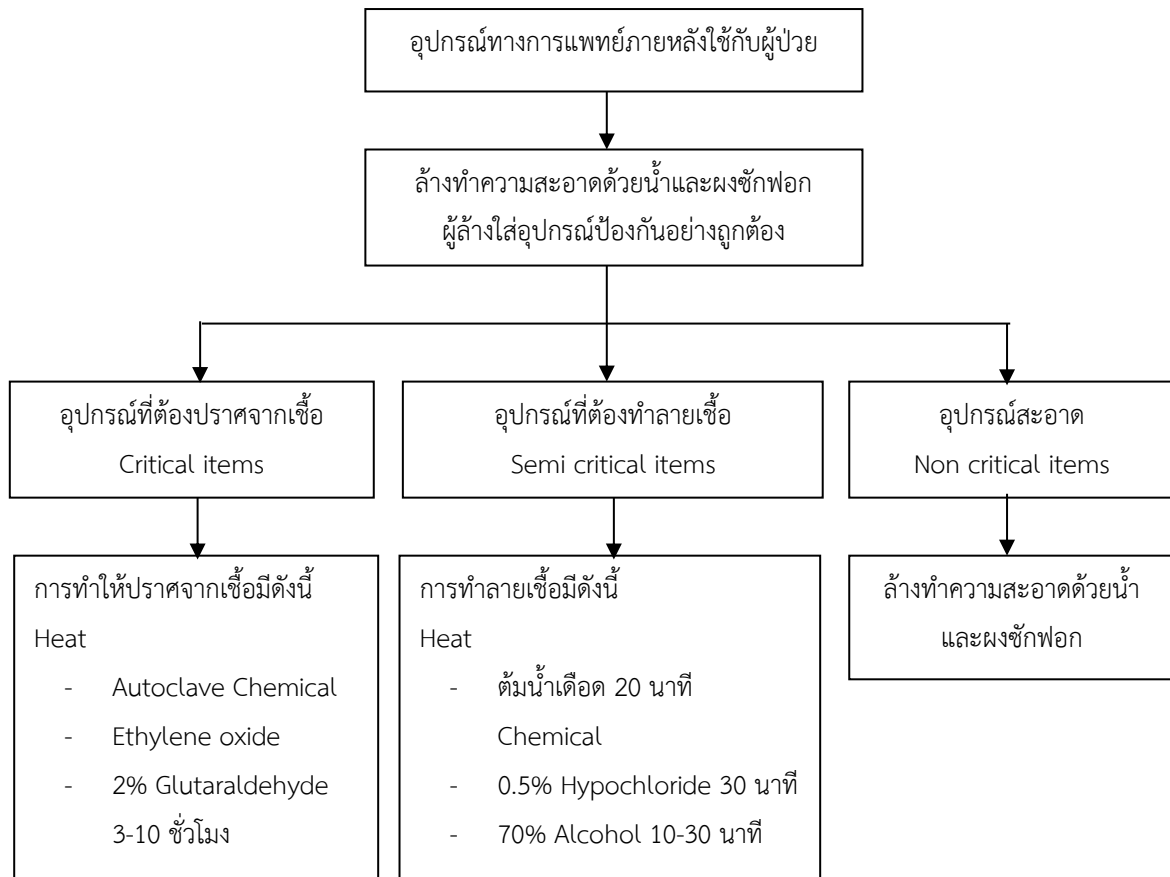 อุปกรณ์ทางการแพทย์ภายหลังใช้กับผู้ป่วย
ล้างทำความสะอาดด้วยน้ำและผงซักฟอก
ผู้ล้างใส่อุปกรณ์ป้องกันอย่างถูกต้อง
อุปกรณ์ที่ต้องปราศจากเชื้อ
Critical items
อุปกรณ์ที่ต้องทำลายเชื้อ
Semi critical items
อุปกรณ์สะอาด
Non critical items
การทำให้ปราศจากเชื้อมีดังนี้
Heat
- Autoclave Chemical
- Ethylene oxide
- 2% Glutaraldehyde
3-10 ชั่วโมง
การทำลายเชื้อมีดังนี้
Heat
- ต้มน้ำเดือด 20 นาที
Chemical
- 0.5% Hypochloride 30 นาที
- 70% Alcohol 10-30 นาที
ล้างทำความสะอาดด้วยน้ำ
และผงซักฟอก